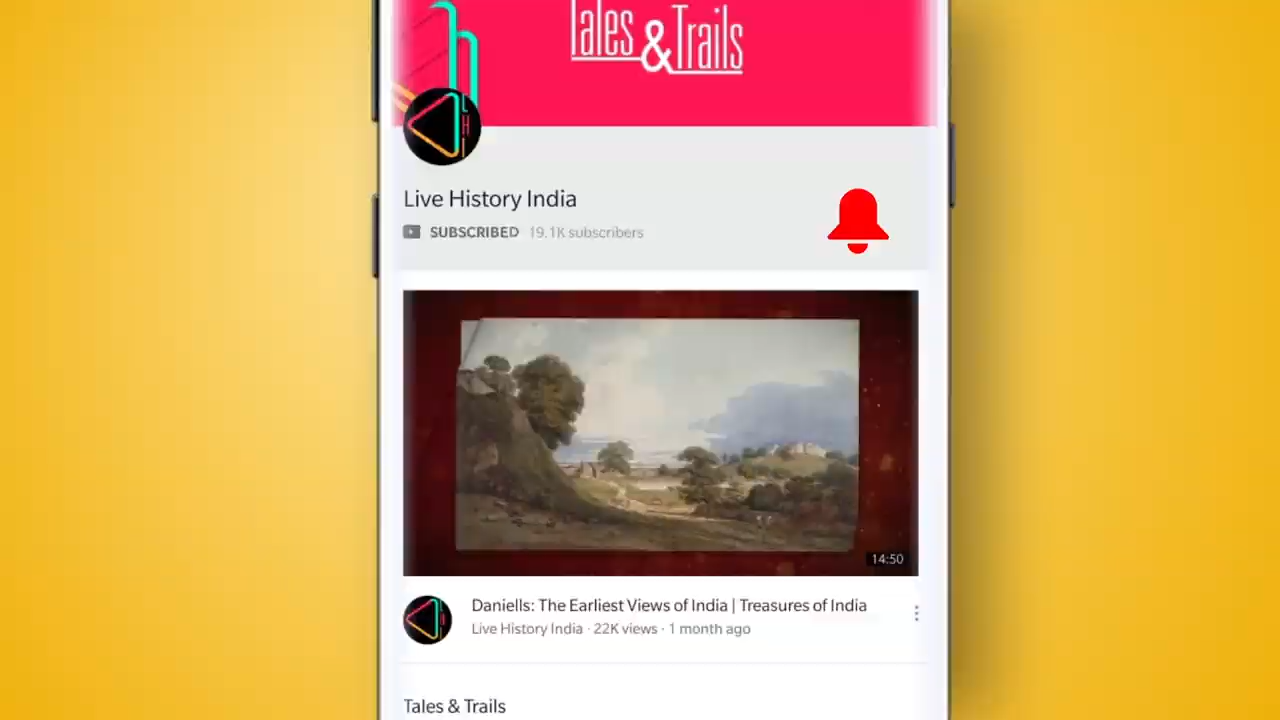 Tales & Trails
LHI
Live History India
SUBSCRIBED 19.1K subscribers
14:50
Daniells: The Earliest Views of India | Treasures of India
Live History India · 22K views · 1 month ago
Tales & Trails